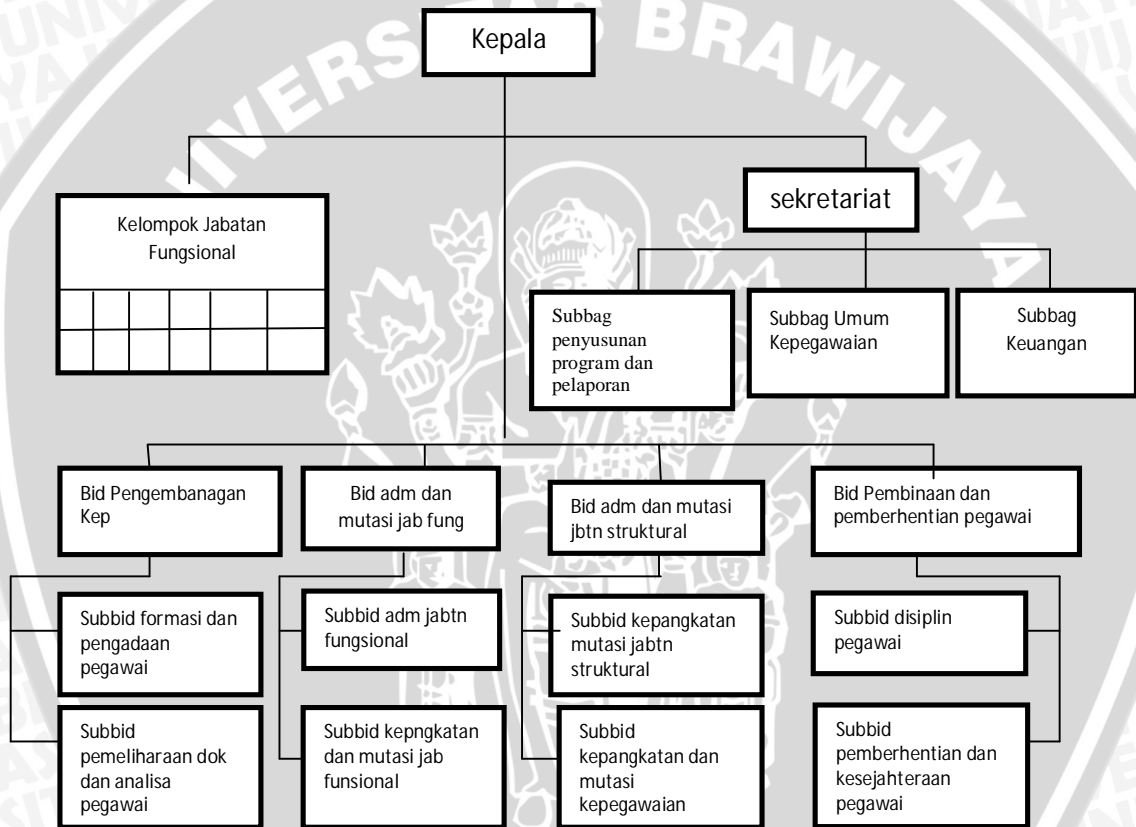 UNIVERSITAS BRAWIJAYA
Kepala
sekretariat
Kelompok Jabatan
Fungsional
Subbag
penyusunan
program dan
pelaporan
Subbag Umum
Kepegawaian
Subbag
Keuangan
Bid Pengembanagan
Kep
Bid adm dan
mutasi jab fung
Bid adm dan mutasi
jbtn struktural
Bid Pembinaan dan
pemberhentian pegawai
Subbid formasi dan
pengadaan
pegawai
Subbid adm jabtn
fungsional
Subbid kepangkatan
mutasi jabtn
struktural
Subbid disiplin
pegawai
Subbid
pemeliharaan dok
dan analisa
pegawai
Subbid kepngkatan
dan mutasi jab
funsional
Subbid
kepangkatan dan
mutasi
kepegawaian
Subbid
pemberhentian dan
kesejahteraan
pegawai